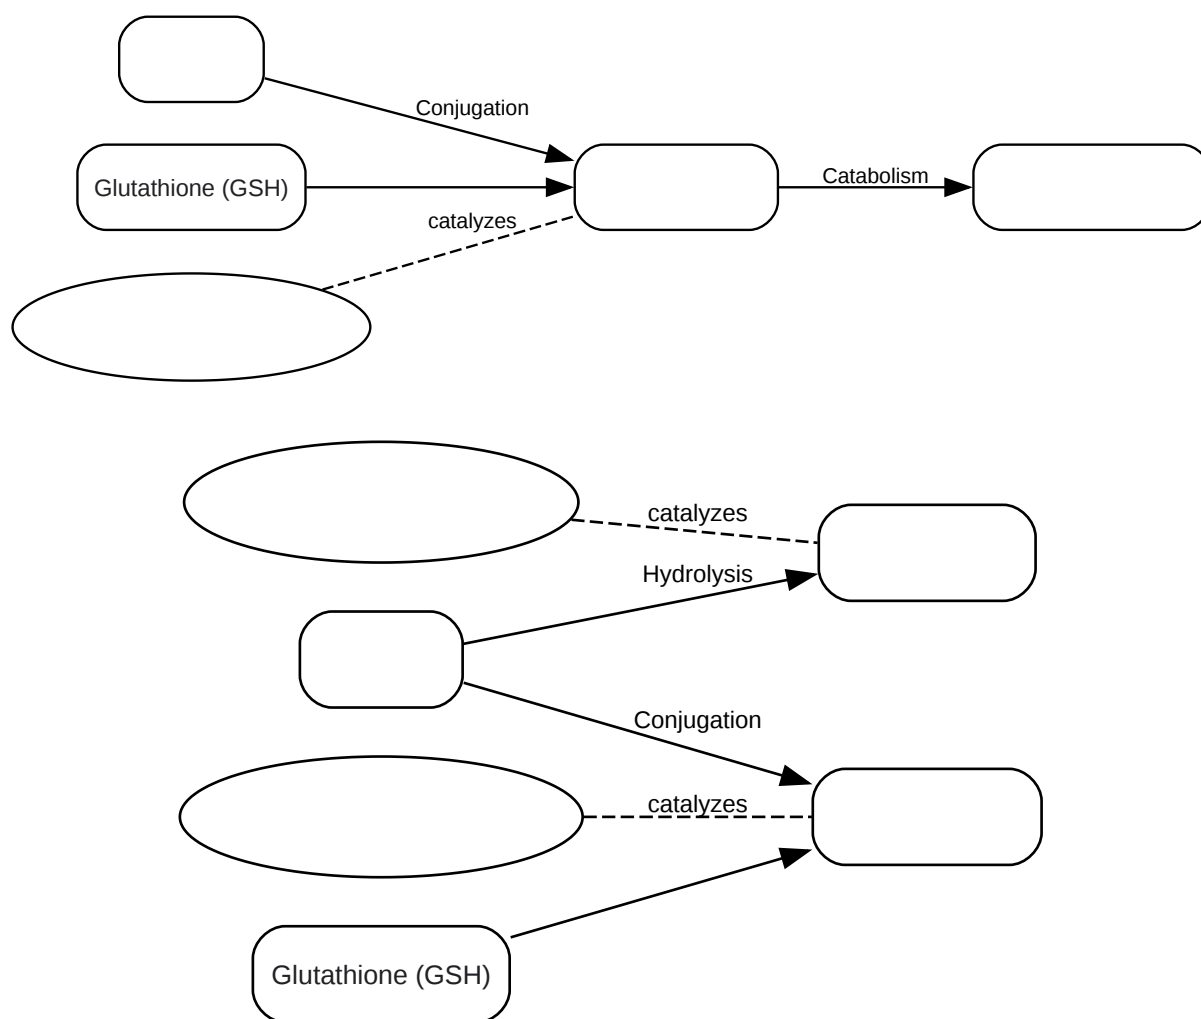 Conjugation
Glutathione (GSH)
Catabolism
catalyzes
catalyzes
Hydrolysis
Conjugation
catalyzes
Glutathione (GSH)